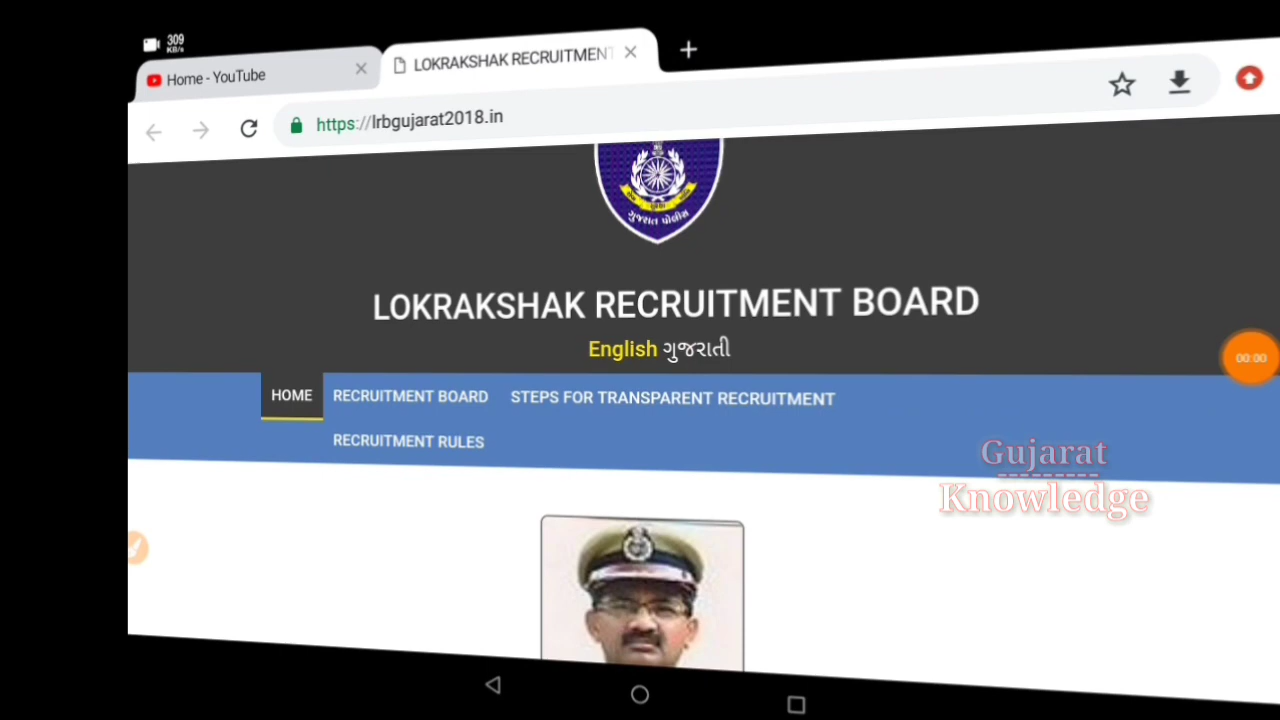 309
KB/s
Home - YouTube
LOKRAKSHAK RECRUITMENT
https://lrbgujarat2018.in
ગુજરાત પોલીસ
LOKRAKSHAK RECRUITMENT BOARD
English ગુજરાતી
HOME RECRUITMENT BOARD STEPS FOR TRANSPARENT RECRUITMENT
RECRUITMENT RULES
00:00
Gujarat
Knowledge